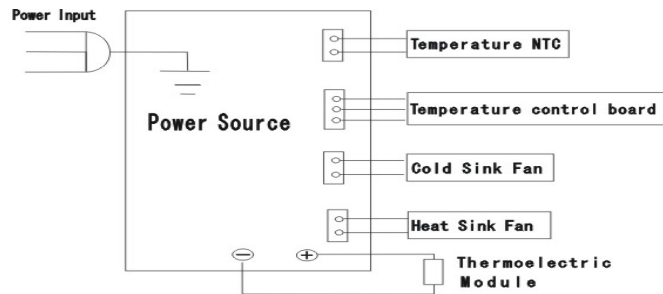 Power Input
Temperature NTC
Temperature control board
Power Source
Cold Sink Fan
Heat Sink Fan
− +
Thermoelectric
Module